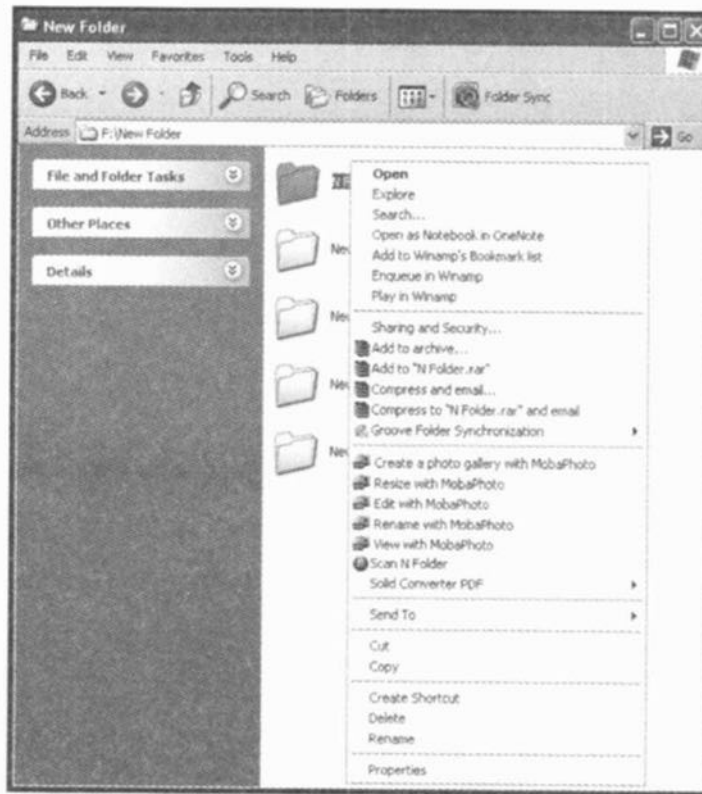 New Folder
File Edit View Favorites Tools Help
Back Search Folders Folder Sync
Address F:\New Folder Go
File and Folder Tasks
Other Places
Details
New
New
New
New
Open
Explore
Search...
Open as Notebook in OneNote
Add to Winamp's Bookmark list
Enqueue in Winamp
Play in Winamp
Sharing and Security...
Add to archive...
Add to "N Folder.rar"
Compress and email...
Compress to "N Folder.rar" and email
Groove Folder Synchronization
Create a photo gallery with MobaPhoto
Resize with MobaPhoto
Edit with MobaPhoto
Rename with MobaPhoto
View with MobaPhoto
Scan N Folder
Solid Converter PDF
Send To
Cut
Copy
Create Shortcut
Delete
Rename
Properties